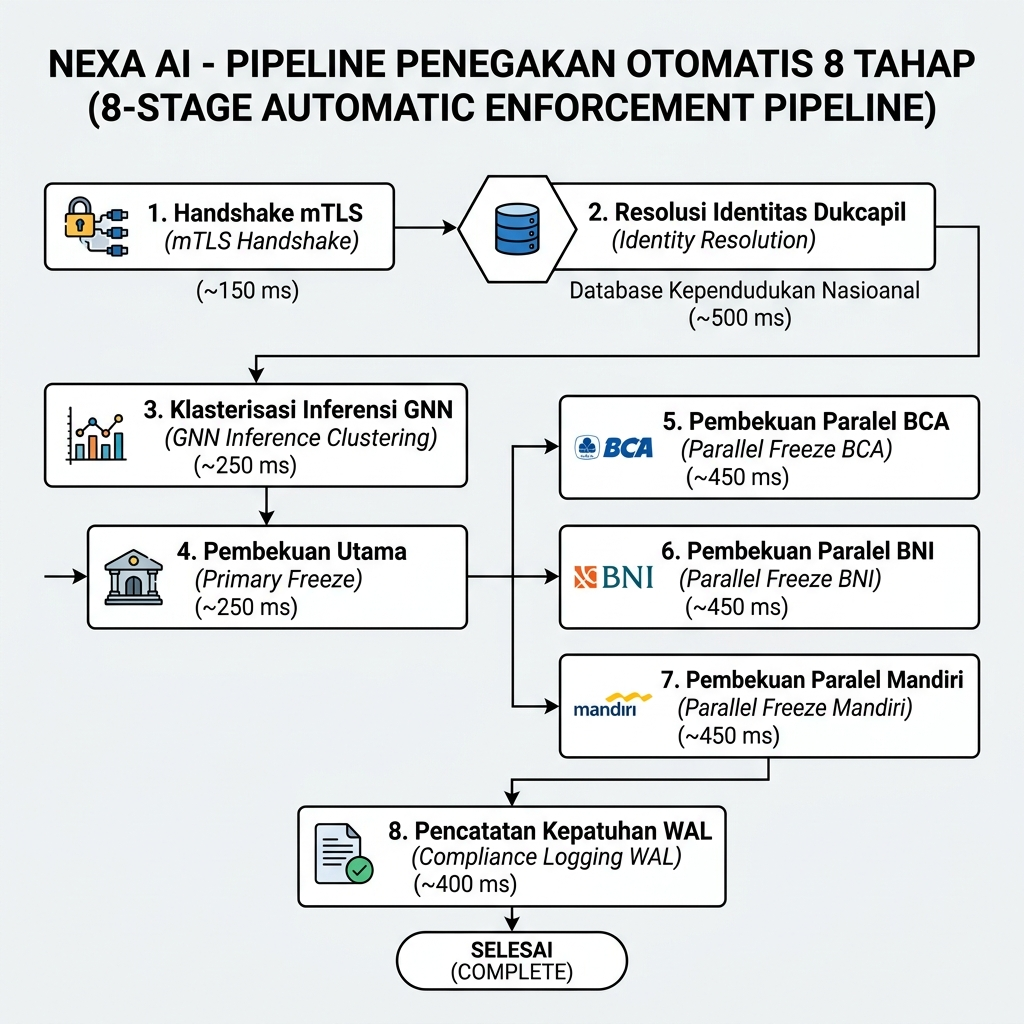 NEXA AI - PIPELINE PENEGAKAN OTOMATIS 8 TAHAP
(8-STAGE AUTOMATIC ENFORCEMENT PIPELINE)
1. Handshake mTLS
(mTLS Handshake)
(~150 ms)
2. Resolusi Identitas Dukcapil
(Identity Resolution)
Database Kependudukan Nasioanal
(~500 ms)
3. Klasterisasi Inferensi GNN
(GNN Inference Clustering)
(~250 ms)
4. Pembekuan Utama
(Primary Freeze)
(~250 ms)
BCA
5. Pembekuan Paralel BCA
(Parallel Freeze BCA)
(~450 ms)
BNI
6. Pembekuan Paralel BNI
(Parallel Freeze BNI)
(~450 ms)
mandiri
7. Pembekuan Paralel Mandiri
(Parallel Freeze Mandiri)
(~450 ms)
8. Pencatatan Kepatuhan WAL
(Compliance Logging WAL)
(~400 ms)
SELESAI
(COMPLETE)